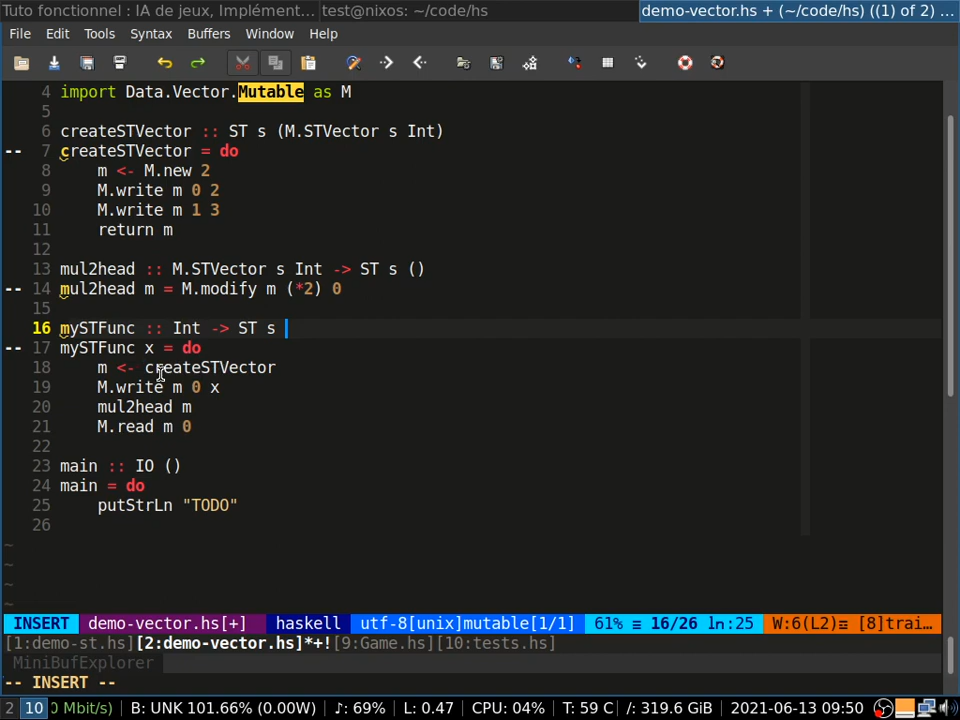 Tuto fonctionnel : IA de jeux, Implément... test@nixos: ~/code/hs demo-vector.hs + (~/code/hs) ((1) of 2) ...
File Edit Tools Syntax Buffers Window Help
4 import Data.Vector.Mutable as M
5
6 createSTVector :: ST s (M.STVector s Int)
-- 7 createSTVector = do
8 m <- M.new 2
9 M.write m 0 2
10 M.write m 1 3
11 return m
12
13 mul2head :: M.STVector s Int -> ST s ()
-- 14 mul2head m = M.modify m (*2) 0
15
16 mySTFunc :: Int -> ST s
-- 17 mySTFunc x = do
18 m <- createSTVector
19 M.write m 0 x
20 mul2head m
21 M.read m 0
22
23 main :: IO ()
24 main = do
25 putStrLn "TODO"
26
~
~
~
~
INSERT demo-vector.hs[+] haskell utf-8[unix]mutable[1/1] 61% ≡ 16/26 ln:25 W:6(L2)≡ [8]trai...
[1:demo-st.hs][2:demo-vector.hs]*+![9:Game.hs][10:tests.hs]
MiniBufExplorer
-- INSERT --
2 10 0 Mbit/s) B: UNK 101.66% (0.00W) ♪: 69% L: 0.47 CPU: 04% T: 59 C /: 319.6 GiB 2021-06-13 09:50